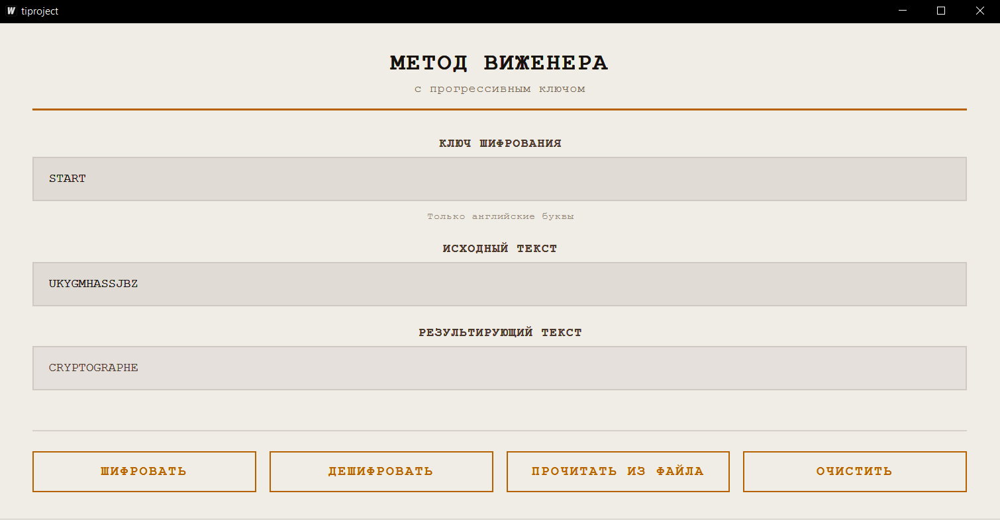 W tiproject
МЕТОД ВИЖЕНЕРА
с прогрессивным ключом
КЛЮЧ ШИФРОВАНИЯ
START
Только английские буквы
ИСХОДНЫЙ ТЕКСТ
UKYGMHASSJBZ
РЕЗУЛЬТИРУЮЩИЙ ТЕКСТ
CRYPTOGRAPHE
ШИФРОВАТЬ ДЕШИФРОВАТЬ ПРОЧИТАТЬ ИЗ ФАЙЛА ОЧИСТИТЬ